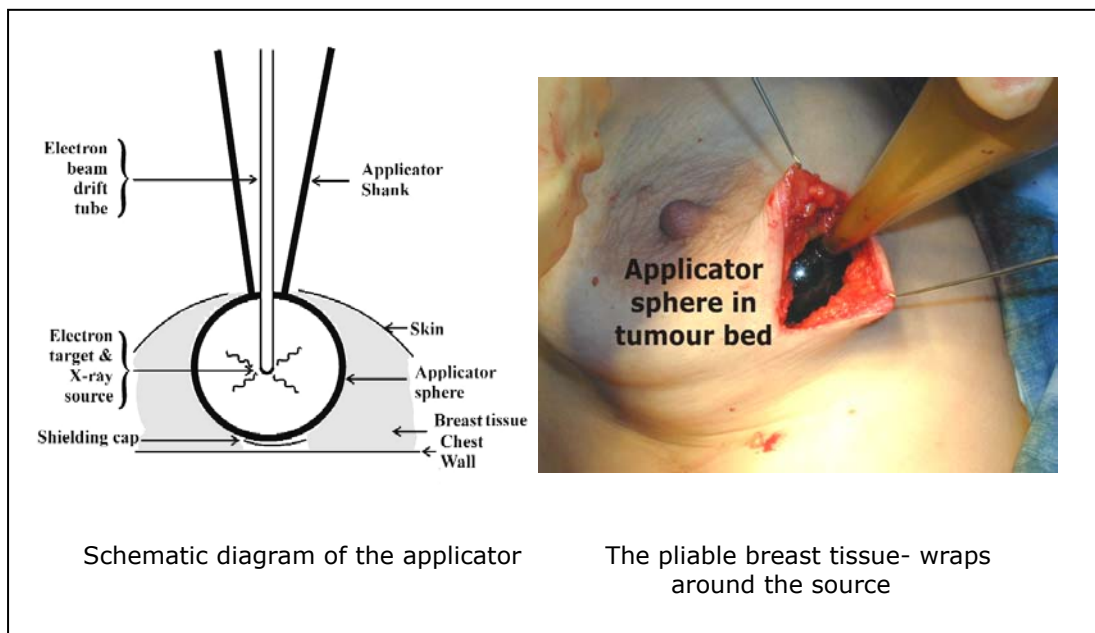 Electron
beam
drift
tube
Applicator
Shank
Electron
target &
X-ray
source
Skin
Applicator
sphere
Breast tissue
Shielding cap
Chest
Wall
Applicator
sphere in
tumour bed
Schematic diagram of the applicator
The pliable breast tissue- wraps
around the source